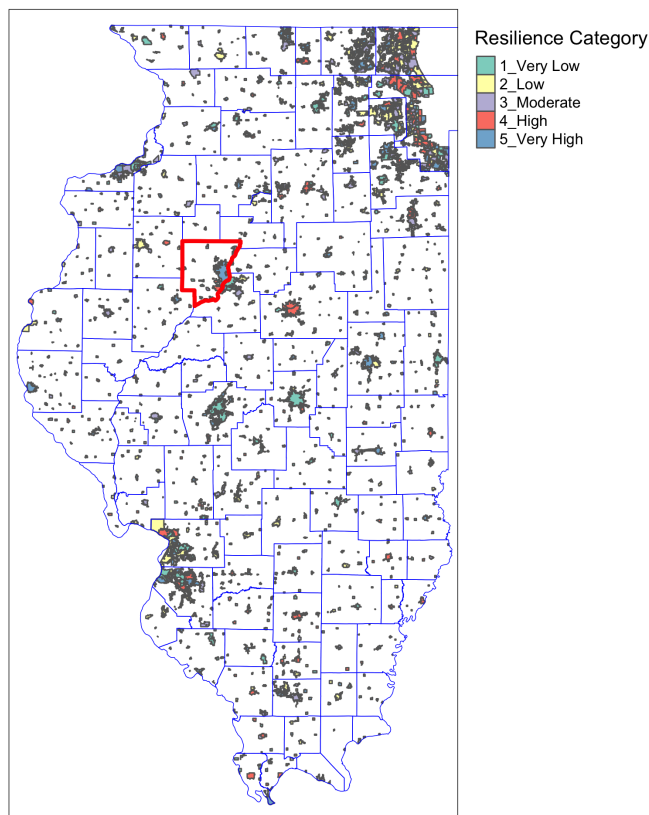 Resilience Category
1_Very Low
2_Low
3_Moderate
4_High
5_Very High